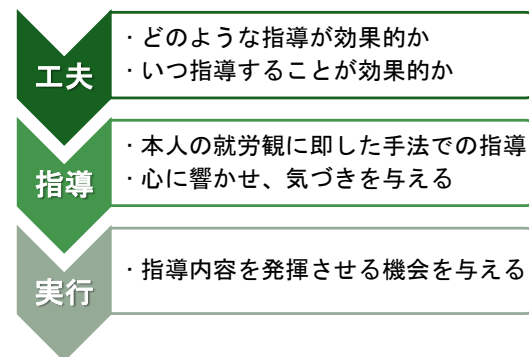 工夫
・どのような指導が効果的か
・いつ指導することが効果的か
指導
・本人の就労観に即した手法での指導
・心に響かせ、気づきを与える
実行
・指導内容を発揮させる機会を与える